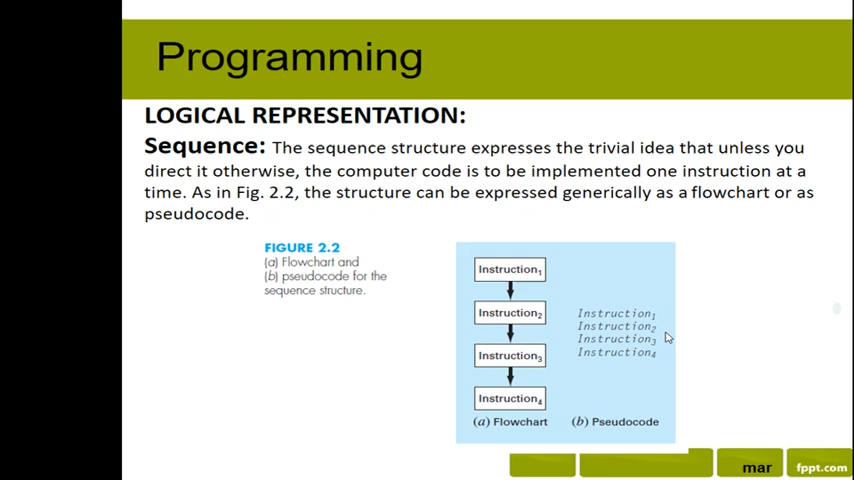 Programming
LOGICAL REPRESENTATION:
Sequence: The sequence structure expresses the trivial idea that unless you
direct it otherwise, the computer code is to be implemented one instruction at a
time. As in Fig. 2.2, the structure can be expressed generically as a flowchart or as
pseudocode.
FIGURE 2.2
(a) Flowchart and
(b) pseudocode for the
sequence structure.
Instruction₁
Instruction₂
Instruction₃
Instruction₄
(a) Flowchart
Instruction₁
Instruction₂
Instruction₃
Instruction₄
(b) Pseudocode
mar
fppt.com